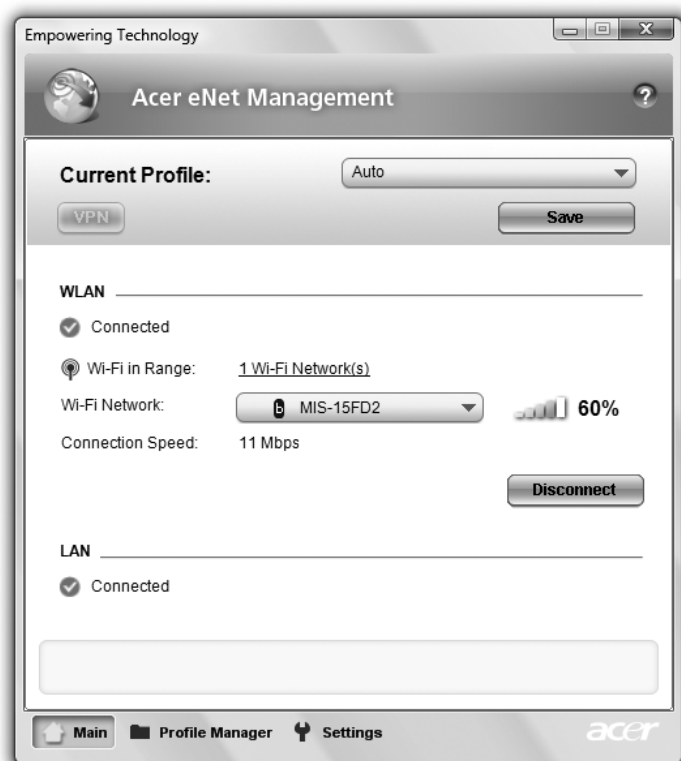 Empowering Technology
Acer eNet Management
?
Current Profile:
Auto
VPN
Save
WLAN
Connected
Wi-Fi in Range:
1 Wi-Fi Network(s)
Wi-Fi Network:
b MIS-15FD2
60%
Connection Speed:
11 Mbps
Disconnect
LAN
Connected
Main
Profile Manager
Settings
acer